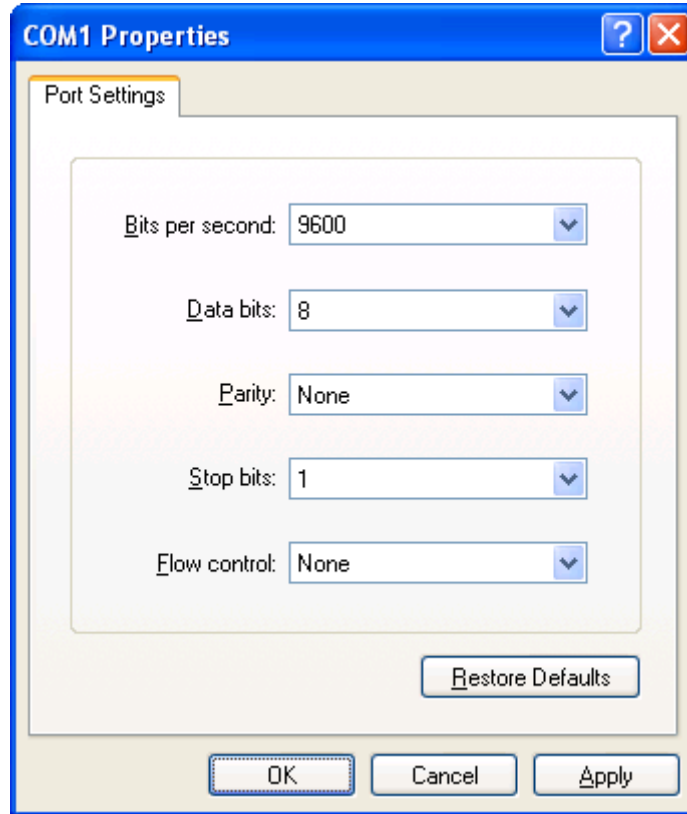 COM1 Properties
Port Settings
Bits per second: 9600
Data bits: 8
Parity: None
Stop bits: 1
Flow control: None
Restore Defaults
OK Cancel Apply